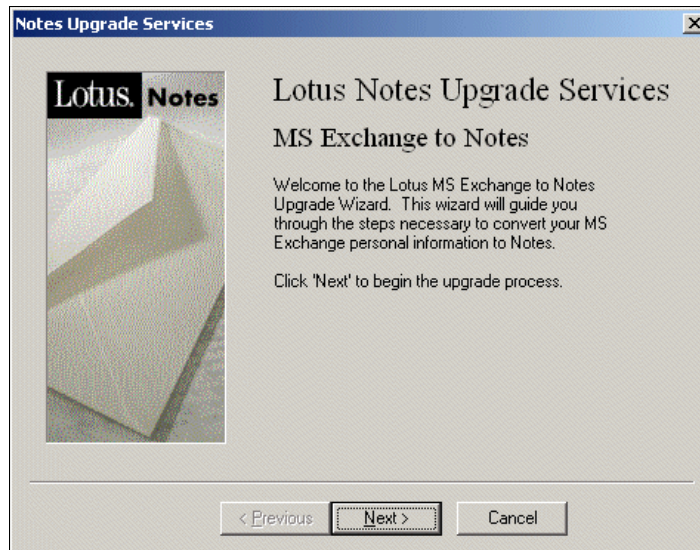 Notes Upgrade Services
Lotus. Notes
Lotus Notes Upgrade Services
MS Exchange to Notes
Welcome to the Lotus MS Exchange to Notes
Upgrade Wizard. This wizard will guide you
through the steps necessary to convert your MS
Exchange personal information to Notes.
Click 'Next' to begin the upgrade process.
< Previous Next > Cancel